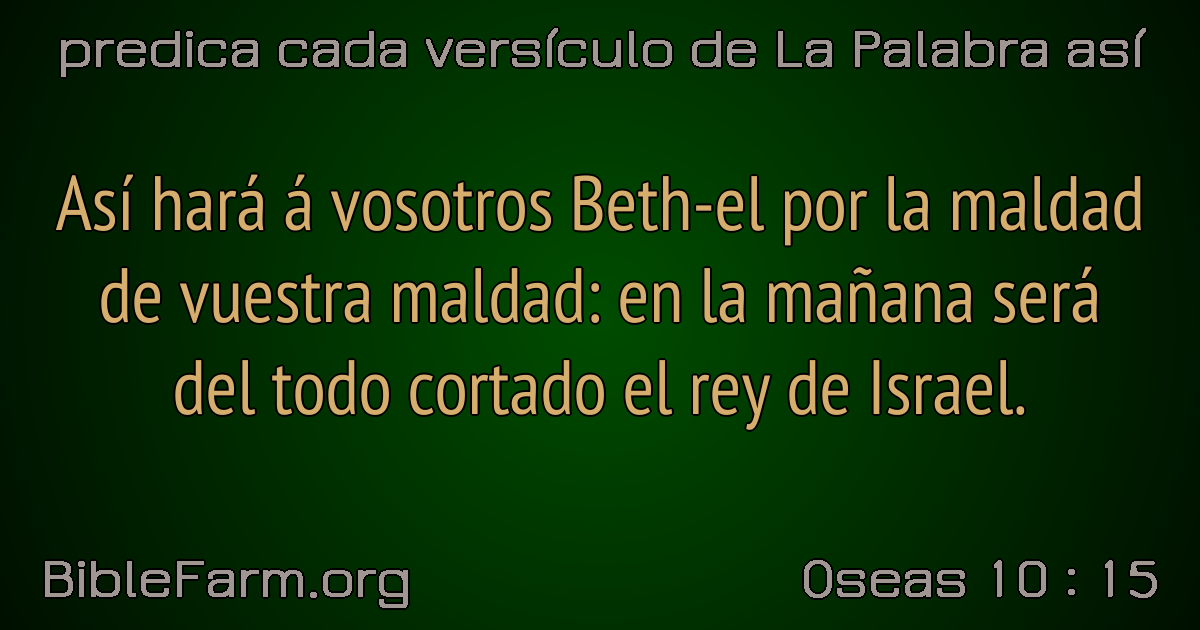 predica cada versículo de La Palabra así
Así hará á vosotros Beth-el por la maldad
de vuestra maldad: en la mañana será
del todo cortado el rey de Israel.
BibleFarm.org
Oseas 10 : 15